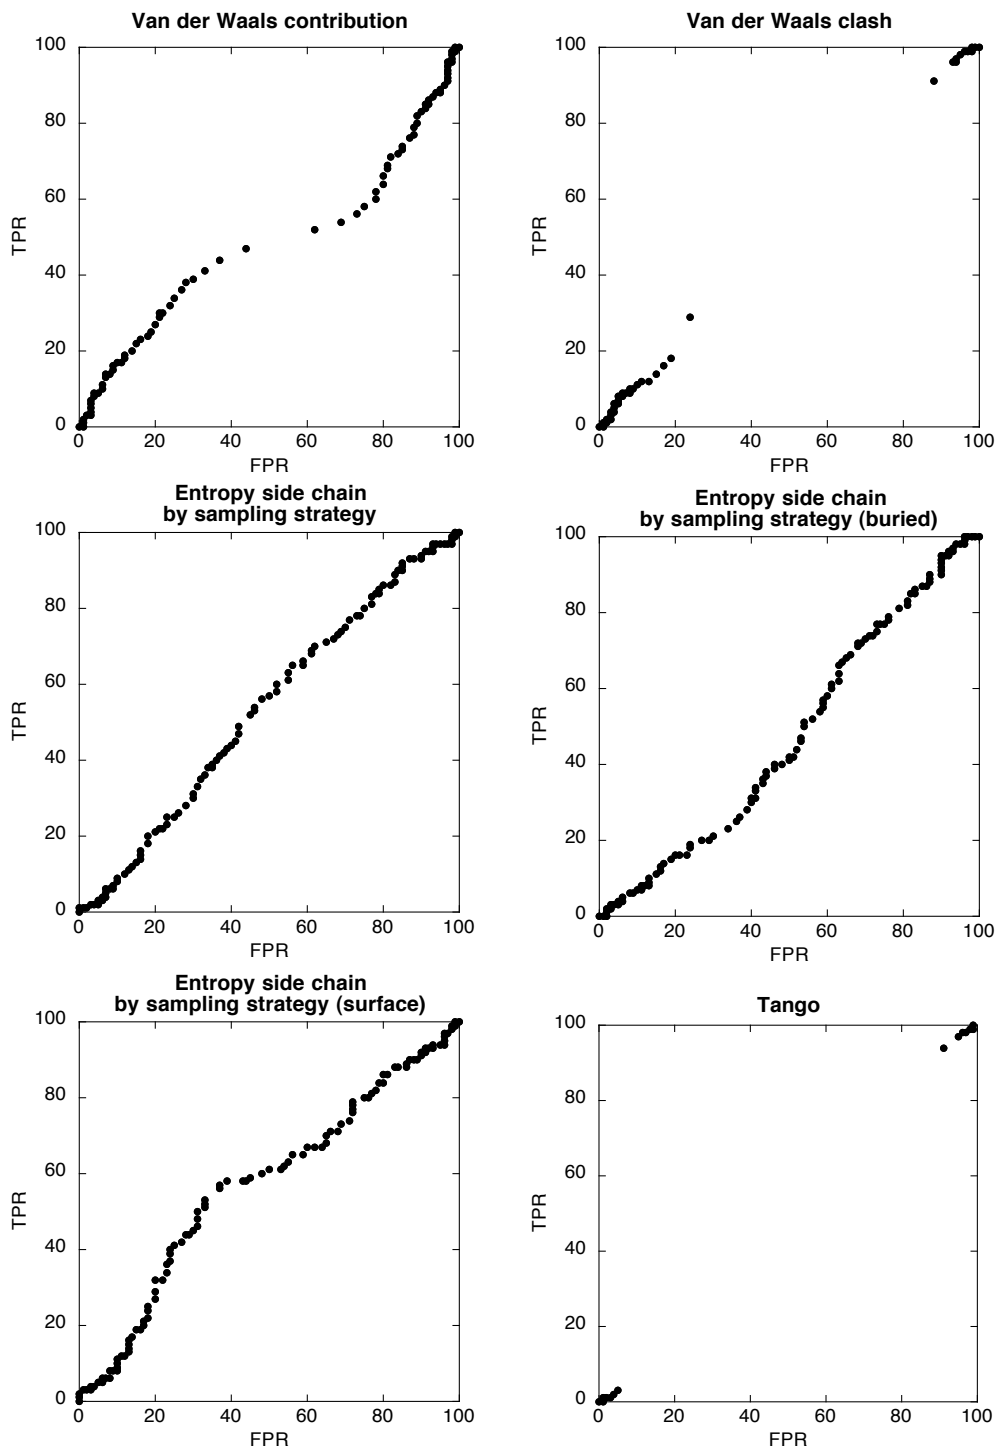 Van der Waals contribution
100
80
60
40
20
0
TPR
0 20 40 60 80 100
FPR
Van der Waals clash
100
80
60
40
20
0
TPR
0 20 40 60 80 100
FPR
Entropy side chain
by sampling strategy
100
80
60
40
20
0
TPR
0 20 40 60 80 100
FPR
Entropy side chain
by sampling strategy (buried)
100
80
60
40
20
0
TPR
0 20 40 60 80 100
FPR
Entropy side chain
by sampling strategy (surface)
100
80
60
40
20
0
TPR
0 20 40 60 80 100
FPR
Tango
100
80
60
40
20
0
TPR
0 20 40 60 80 100
FPR